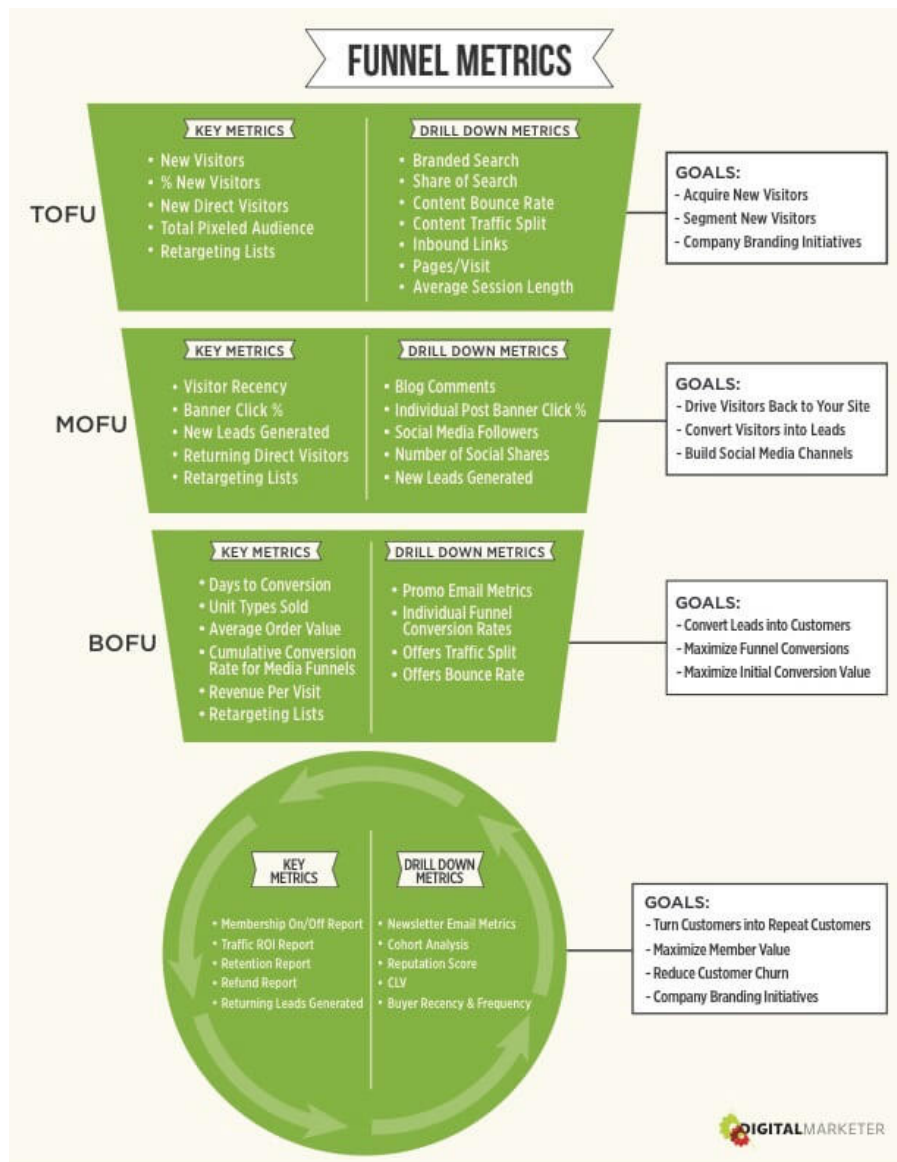 FUNNEL METRICS
TOFU
KEY METRICS
• New Visitors
• % New Visitors
• New Direct Visitors
• Total Pixeled Audience
• Retargeting Lists
DRILL DOWN METRICS
• Branded Search
• Share of Search
• Content Bounce Rate
• Content Traffic Split
• Inbound Links
• Pages/Visit
• Average Session Length
GOALS:
- Acquire New Visitors
- Segment New Visitors
- Company Branding Initiatives
MOFU
KEY METRICS
• Visitor Recency
• Banner Click %
• New Leads Generated
• Returning Direct Visitors
• Retargeting Lists
DRILL DOWN METRICS
• Blog Comments
• Individual Post Banner Click %
• Social Media Followers
• Number of Social Shares
• New Leads Generated
GOALS:
- Drive Visitors Back to Your Site
- Convert Visitors into Leads
- Build Social Media Channels
BOFU
KEY METRICS
• Days to Conversion
• Unit Types Sold
• Average Order Value
• Cumulative Conversion
Rate for Media Funnels
• Revenue Per Visit
• Retargeting Lists
DRILL DOWN METRICS
• Promo Email Metrics
• Individual Funnel
Conversion Rates
• Offers Traffic Split
• Offers Bounce Rate
GOALS:
- Convert Leads into Customers
- Maximize Funnel Conversions
- Maximize Initial Conversion Value
KEY
METRICS
• Membership On/Off Report
• Traffic ROI Report
• Retention Report
• Refund Report
• Returning Leads Generated
DRILL DOWN
METRICS
• Newsletter Email Metrics
• Cohort Analysis
• Reputation Score
• CLV
• Buyer Recency & Frequency
GOALS:
- Turn Customers into Repeat Customers
- Maximize Member Value
- Reduce Customer Churn
- Company Branding Initiatives
DIGITALMARKETER